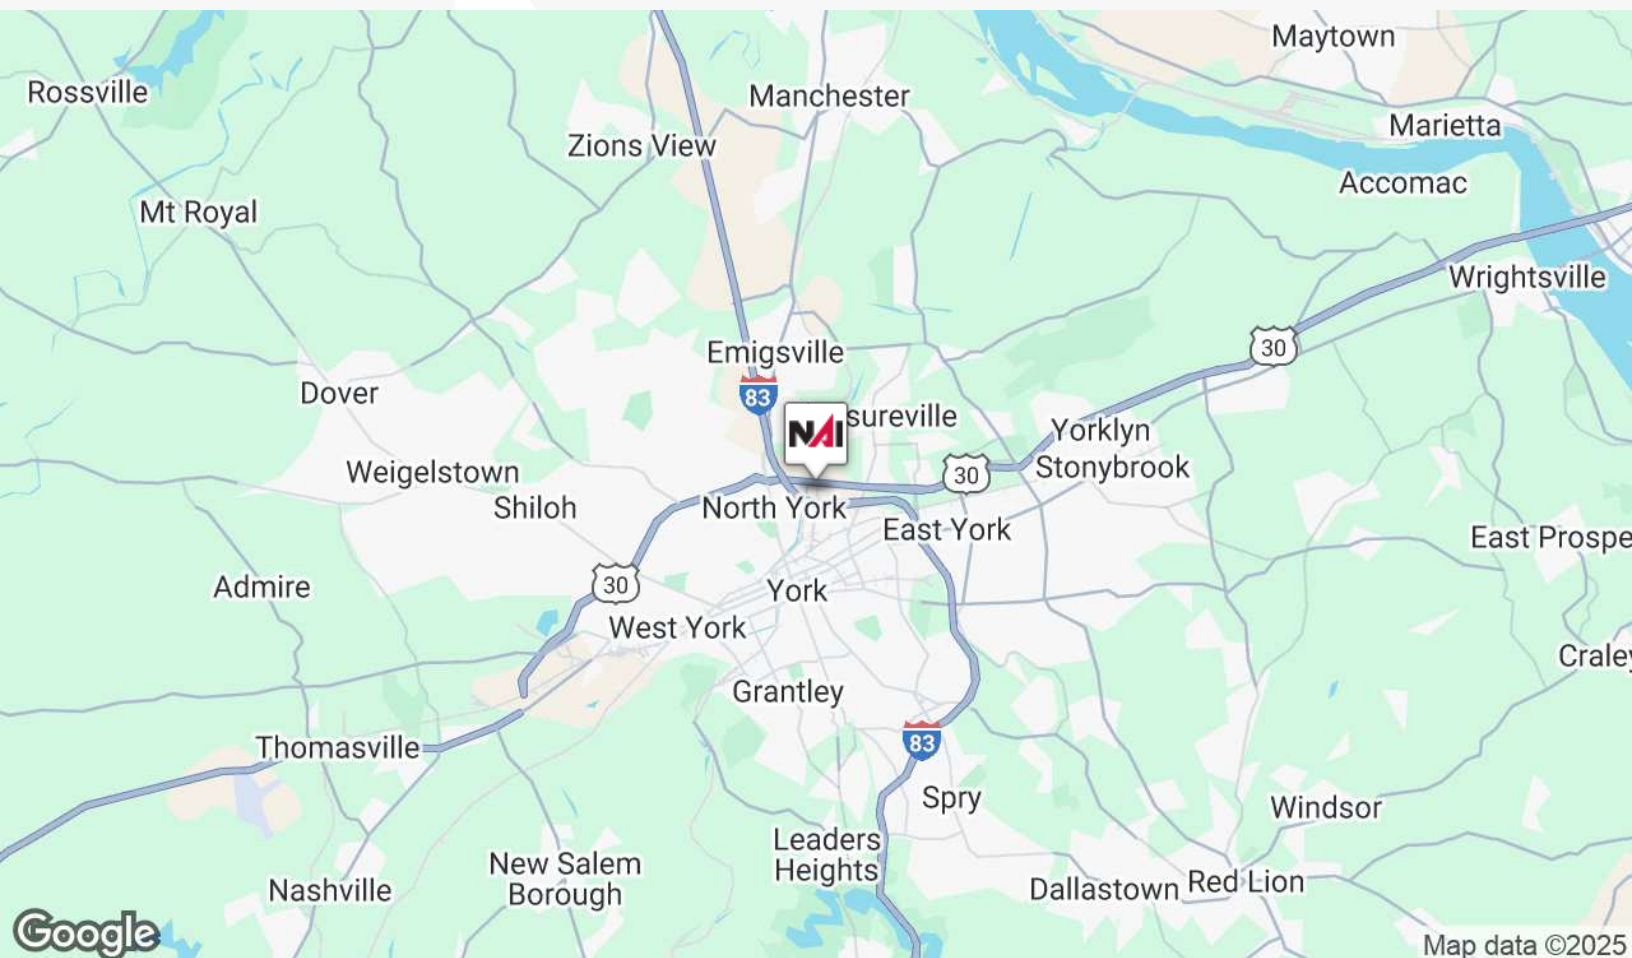 Maytown
Rossville
Manchester
Marietta
Zions View
Accomac
Mt Royal
Wrightsville
30
Emigsville
Dover
83
sureville
NAI
Yorklyn
Weigelstown
30
Stonybrook
Shiloh
North York
East York
East Prospe
30
Admire
York
West York
Craley
Grantley
83
Thomasville
Spry
Windsor
Leaders
Heights
New Salem
Borough
Nashville
Dallastown
Red Lion
Google
Map data ©2025